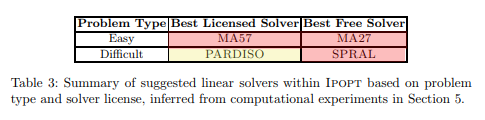 Problem Type Best Licensed Solver Best Free Solver
Easy MA57 MA27
Difficult PARDISO SPRAL
Table 3: Summary of suggested linear solvers within IPOPT based on problem
type and solver license, inferred from computational experiments in Section 5.